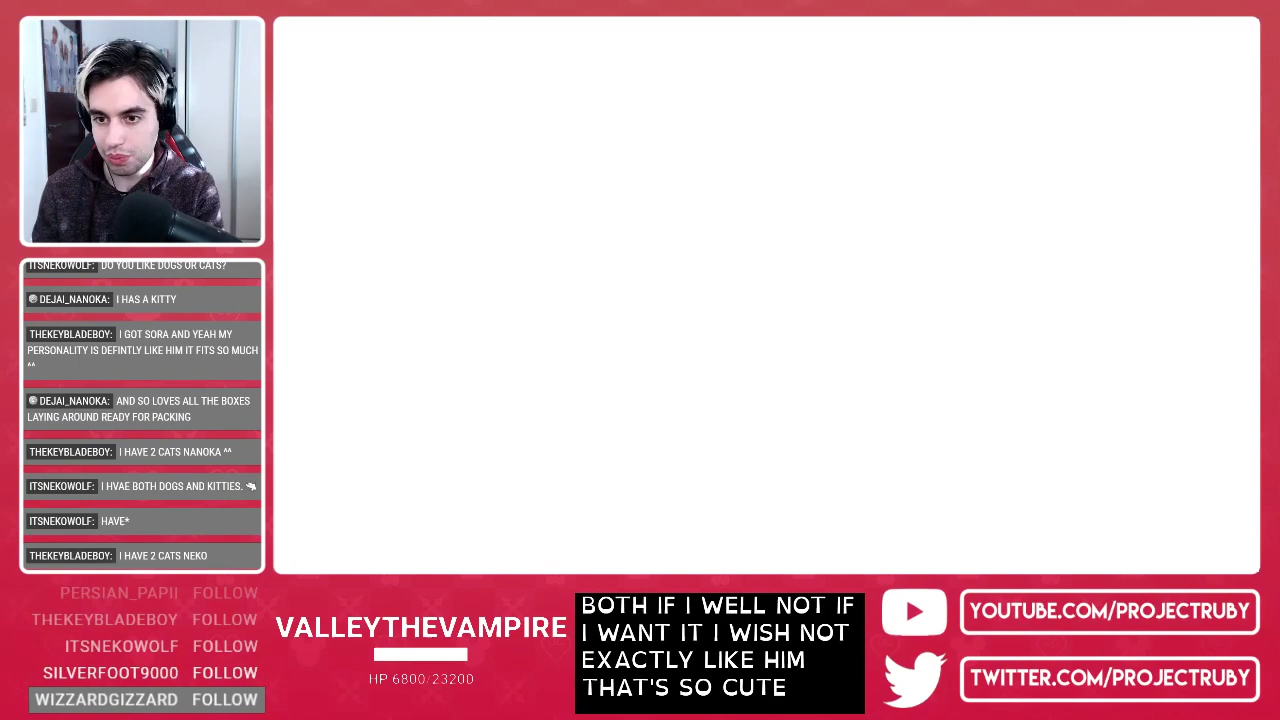 ITSNEKOWOLF: DO YOU LIKE DOGS OR CATS?
DEJAI_NANOKA: I HAS A KITTY
THEKEYBLADEBOY: I GOT SORA AND YEAH MY
PERSONALITY IS DEFINTLY LIKE HIM IT FITS SO MUCH
^^
DEJAI_NANOKA: AND SO LOVES ALL THE BOXES
LAYING AROUND READY FOR PACKING
THEKEYBLADEBOY: I HAVE 2 CATS NANOKA ^^
ITSNEKOWOLF: I HVAE BOTH DOGS AND KITTIES.
ITSNEKOWOLF: HAVE*
THEKEYBLADEBOY: I HAVE 2 CATS NEKO
PERSIAN_PAPII FOLLOW
THEKEYBLADEBOY FOLLOW
ITSNEKOWOLF FOLLOW
SILVERFOOT9000 FOLLOW
WIZZARDGIZZARD FOLLOW
VALLEYTHEVAMPIRE
HP 6800/23200
BOTH IF I WELL NOT IF
I WANT IT I WISH NOT
EXACTLY LIKE HIM
THAT'S SO CUTE
YOUTUBE.COM/PROJECTRUBY
TWITTER.COM/PROJECTRUBY